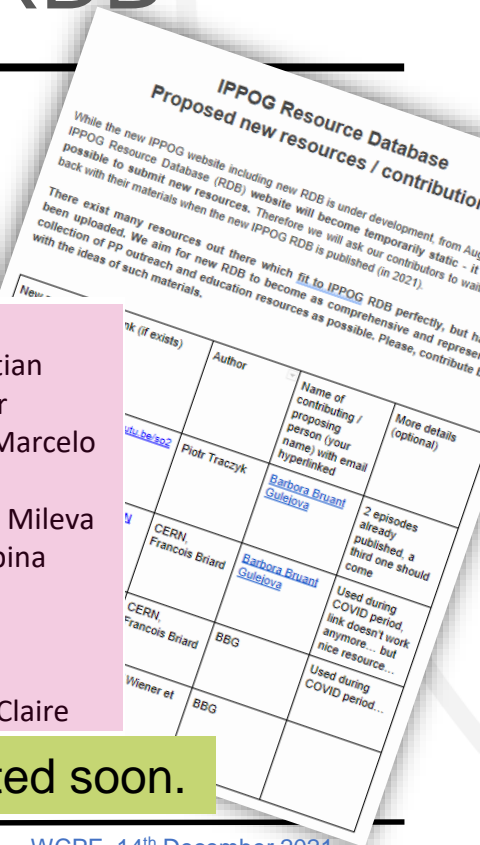 RDB
IPPOG Resource Database
Proposed new resources / contribution
While the new IPPOG website including new RDB is under development, from Aug
IPPOG Resource Database (RDB) website will become temporarily static - it
possible to submit new resources. Therefore we will ask our contributors to wait
back with their materials when the new IPPOG RDB is published (in 2021).
There exist many resources out there which fit to IPPOG RDB perfectly, but ha
been uploaded. We aim for new RDB to become as comprehensive and represen
collection of PP outreach and education resources as possible. Please, contribute b
with the ideas of such materials.
New
nk (if exists)
Author
Name of
contributing /
proposing
person (your
name) with email
hyperlinked
More details
(optional)
utu.be/so2
Piotr Traczyk
Barbora Bruant
Gulejova
2 episodes
already
published, a
third one should
come
CERN,
Francois Briard
Barbora Bruant
Gulejova
Used during
COVID period,
link doesn't work
anymore... but
nice resource...
CERN,
Francois Briard
BBG
Used during
COVID period...
Wiener et
BBG
tian
r
Marcelo
Mileva
bina
Claire
ted soon.
WCPE, 14th December 2021